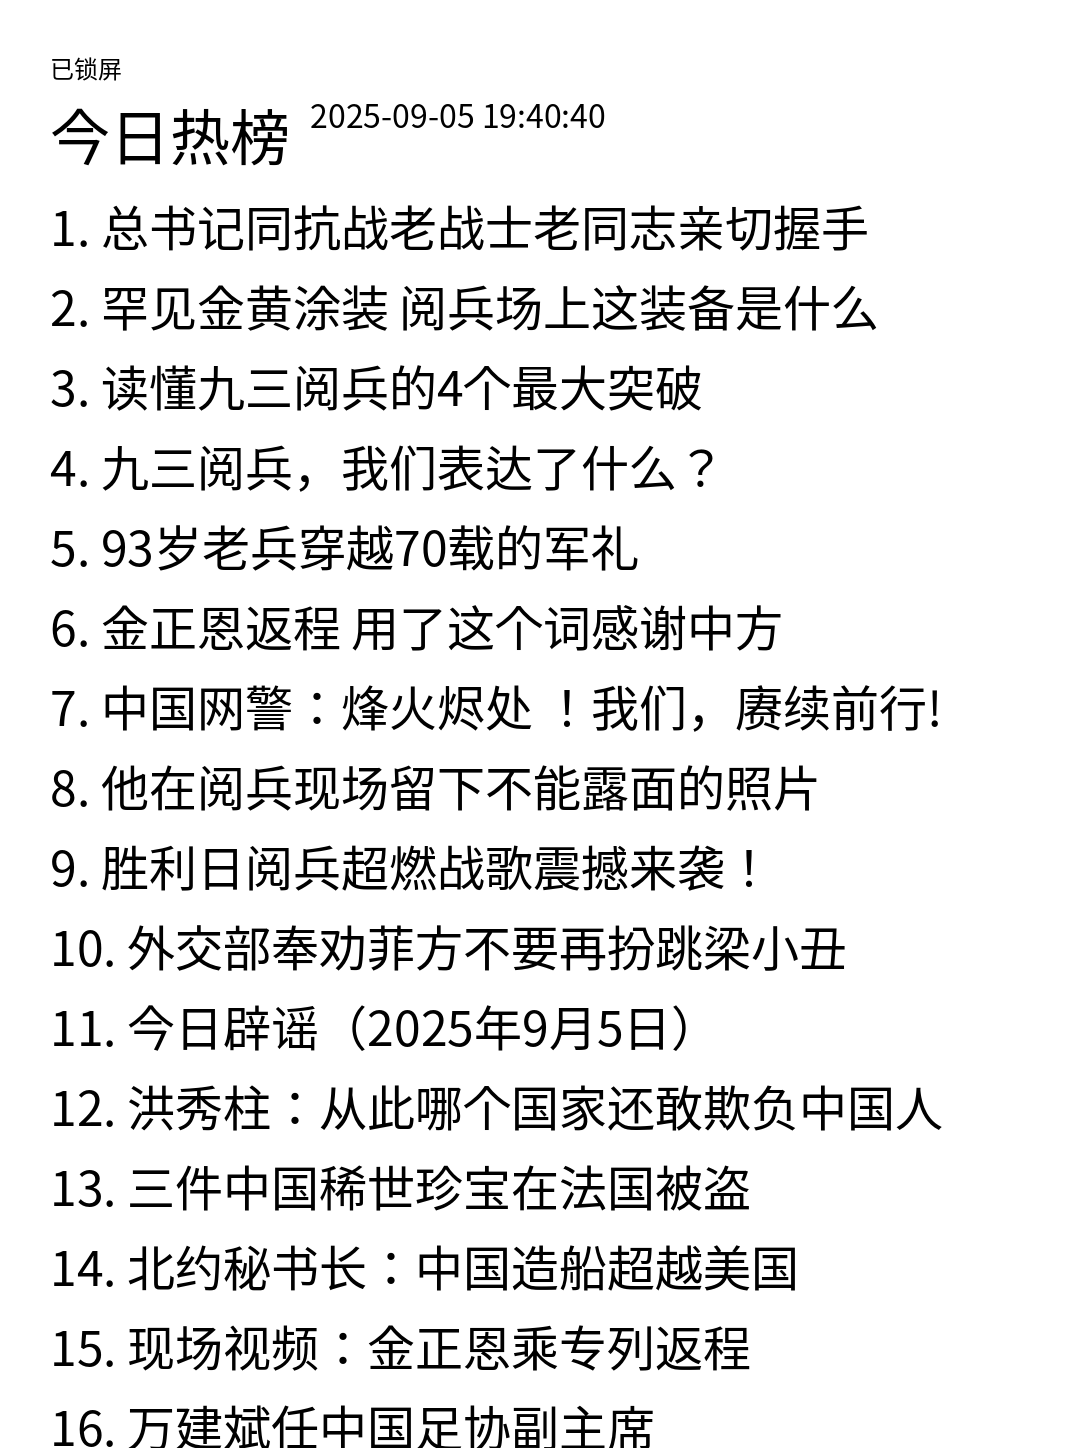 已锁屏
今日热榜 2025-09-05 19:40:40
1. 总书记同抗战老战士老同志亲切握手
2. 罕见金黄涂装 阅兵场上这装备是什么
3. 读懂九三阅兵的4个最大突破
4. 九三阅兵，我们表达了什么？
5. 93岁老兵穿越70载的军礼
6. 金正恩返程 用了这个词感谢中方
7. 中国网警：烽火烬处 ！我们，赓续前行!
8. 他在阅兵现场留下不能露面的照片
9. 胜利日阅兵超燃战歌震撼来袭！
10. 外交部奉劝菲方不要再扮跳梁小丑
11. 今日辟谣（2025年9月5日）
12. 洪秀柱：从此哪个国家还敢欺负中国人
13. 三件中国稀世珍宝在法国被盗
14. 北约秘书长：中国造船超越美国
15. 现场视频：金正恩乘专列返程
16. 万建斌任中国足协副主席